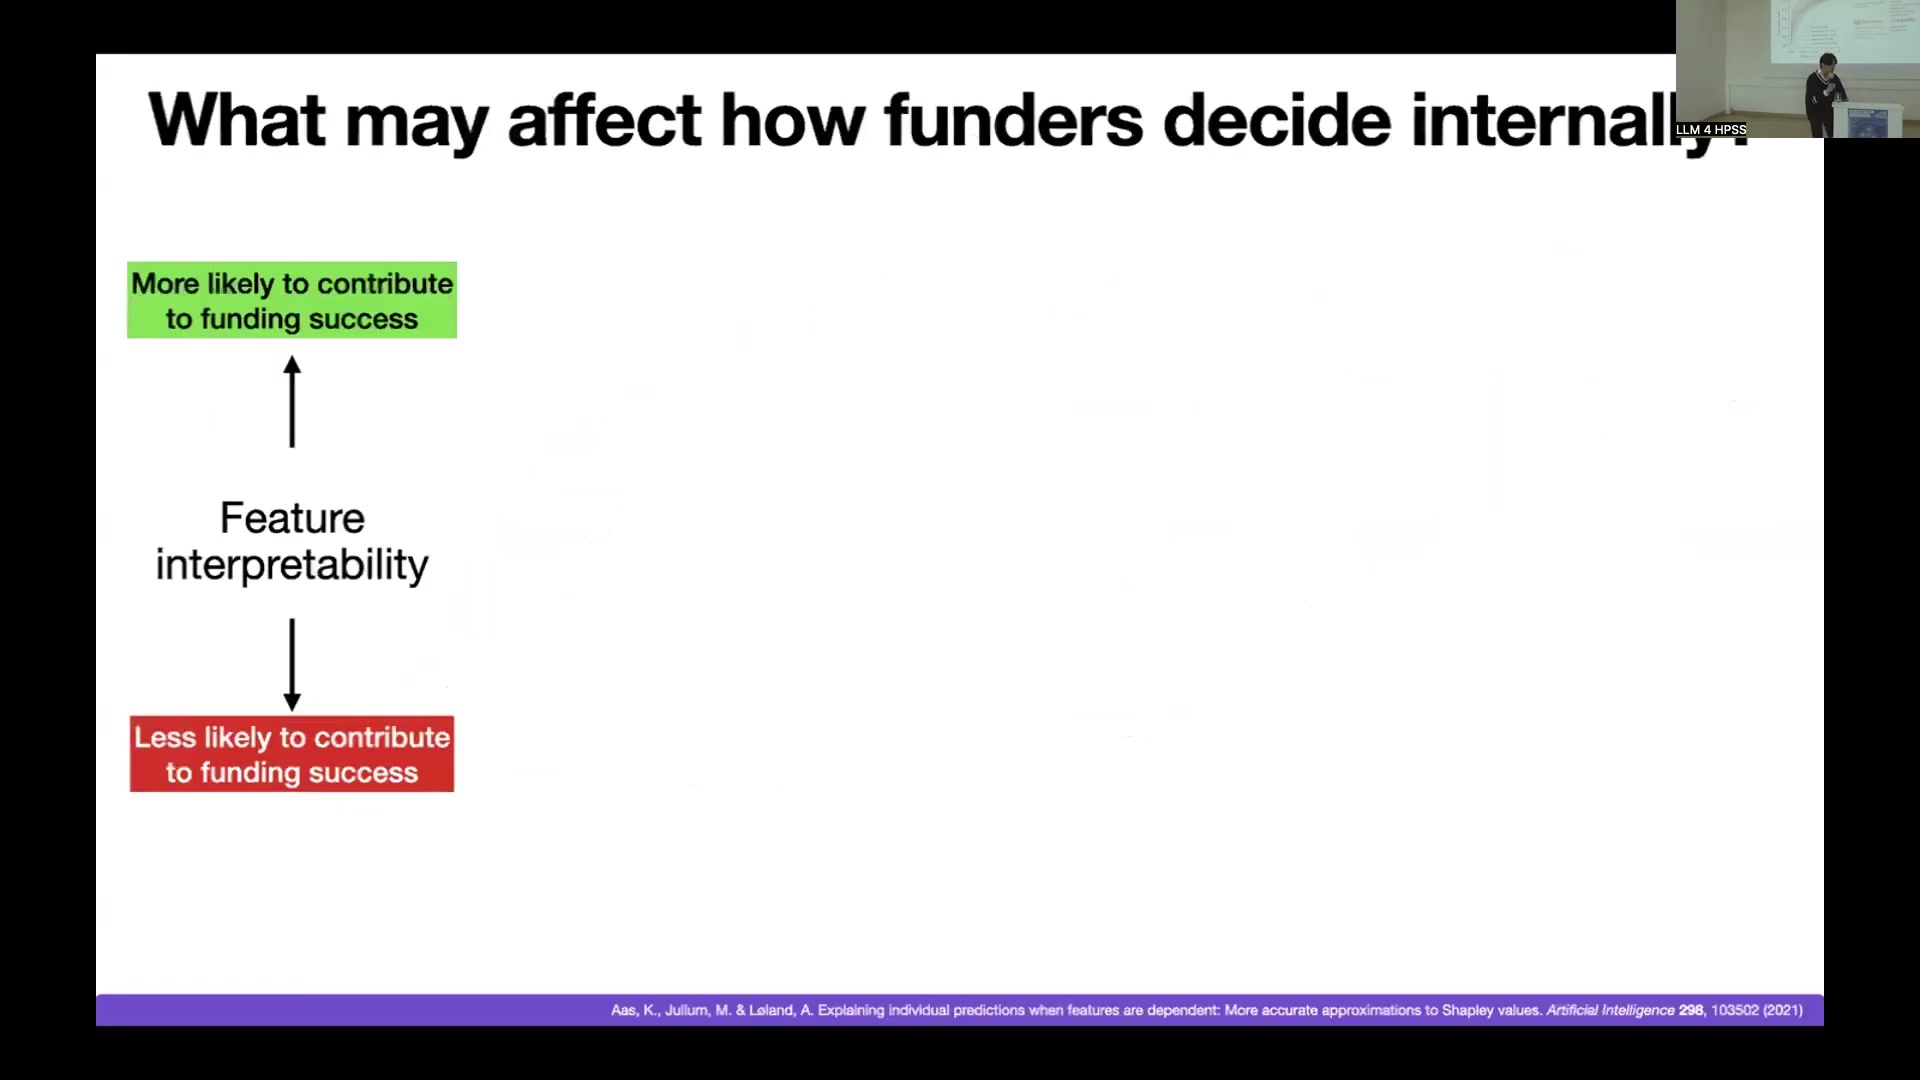 What may affect how funders decide internally?
LLM 4 HPSS
More likely to contribute
to funding success
Feature
interpretability
Less likely to contribute
to funding success
Aas, K., Jullum, M. & Løland, A. Explaining individual predictions when features are dependent: More accurate approximations to Shapley values. Artificial Intelligence 298, 103502 (2021)